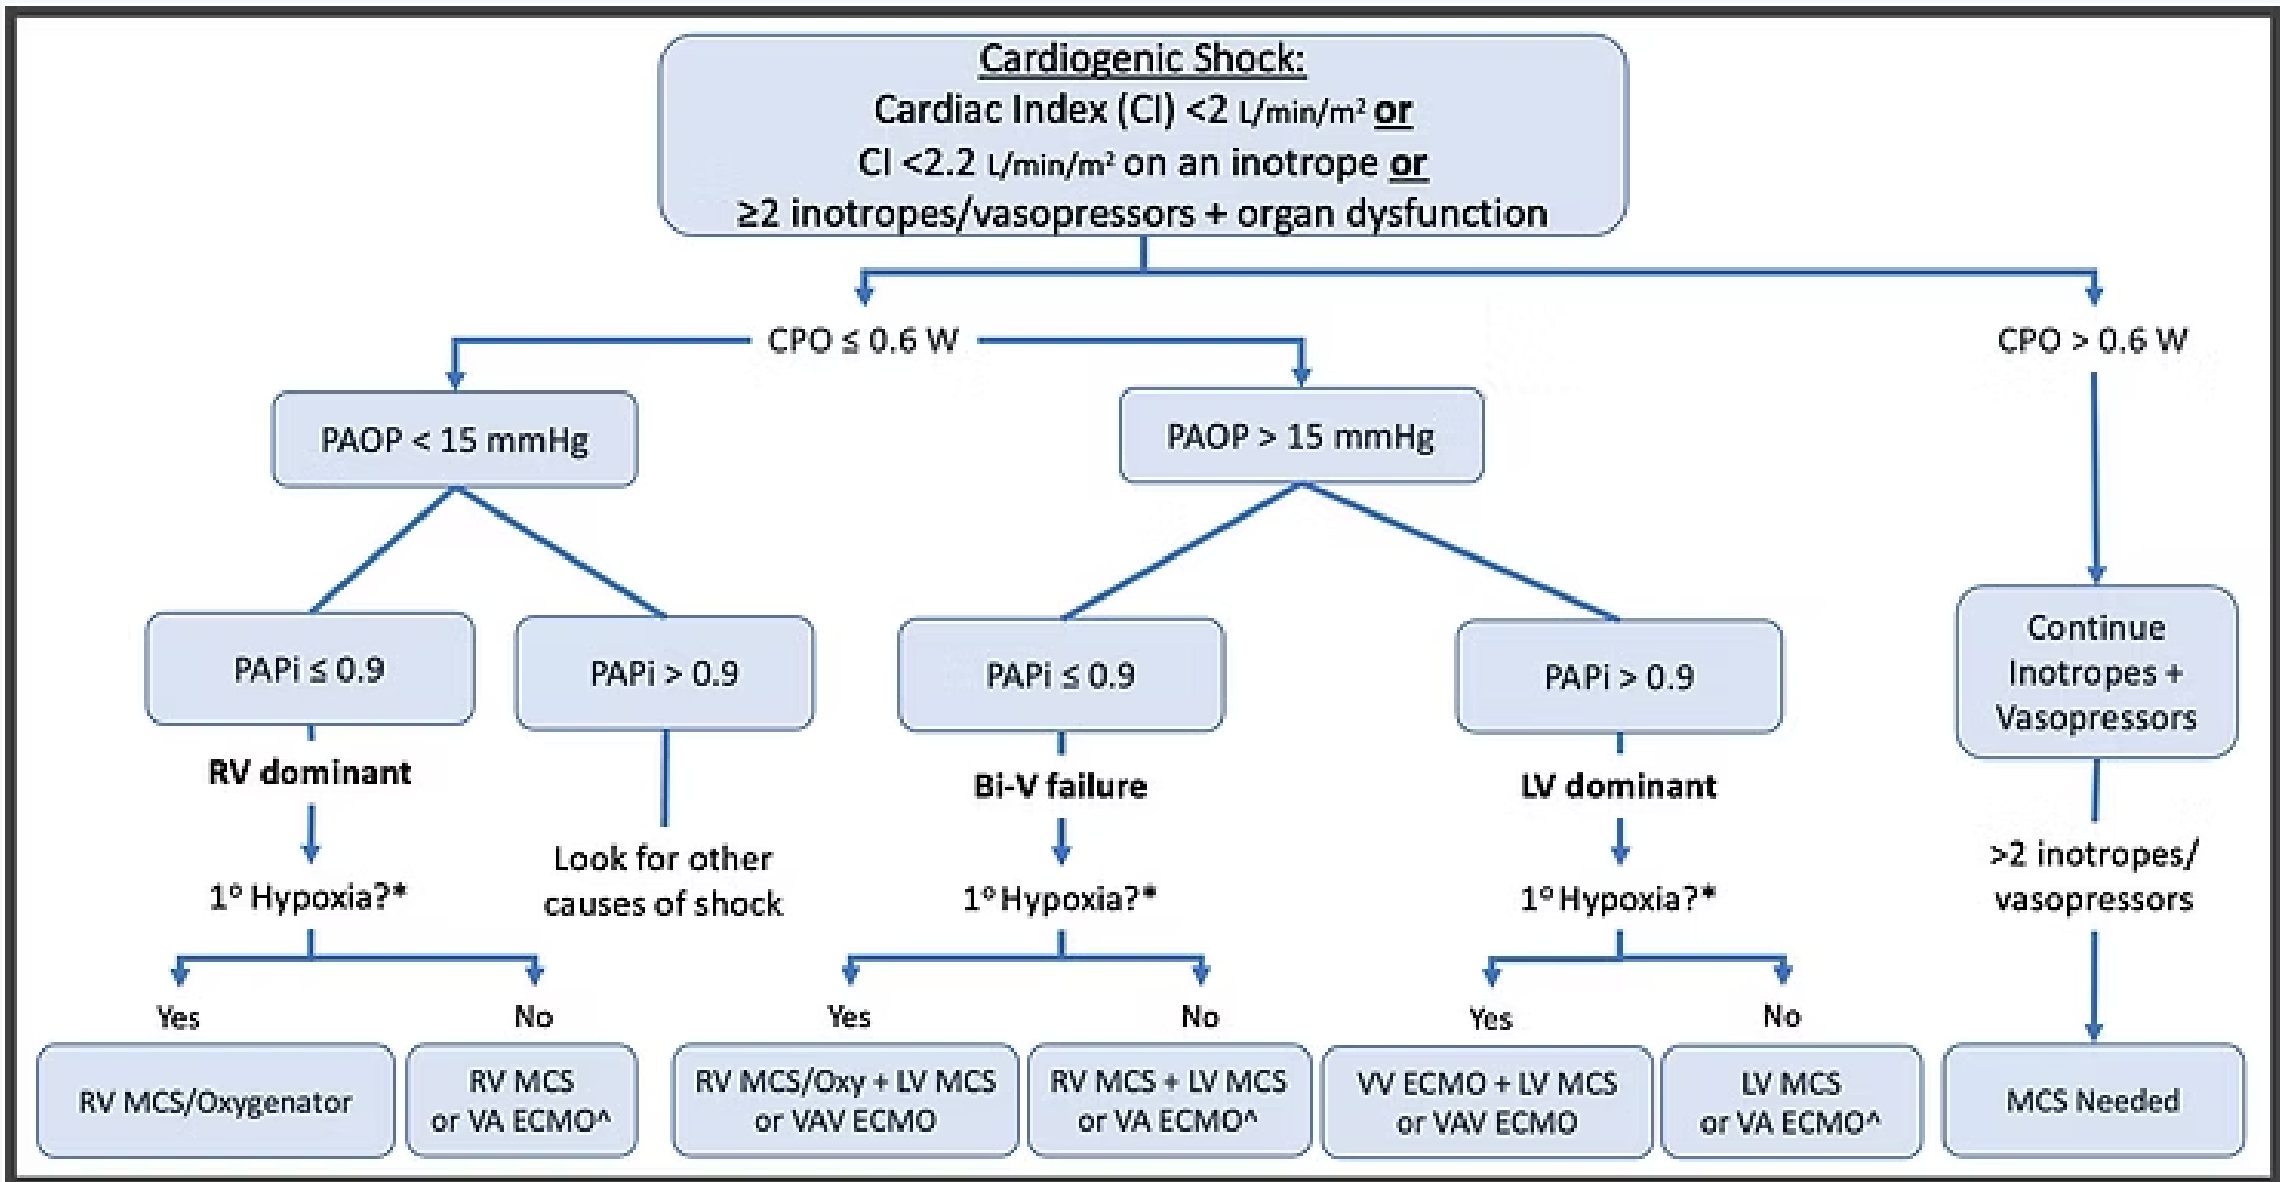 Cardiogenic Shock:
Cardiac Index (CI) <2 L/min/m² or
CI <2.2 L/min/m² on an inotrope or
≥2 inotropes/vasopressors + organ dysfunction
CPO ≤ 0.6 W
CPO > 0.6 W
PAOP < 15 mmHg
PAOP > 15 mmHg
PAPi ≤ 0.9
PAPi > 0.9
PAPi ≤ 0.9
PAPi > 0.9
Continue
Inotropes +
Vasopressors
RV dominant
Look for other
causes of shock
Bi-V failure
LV dominant
>2 inotropes/
vasopressors
1º Hypoxia?*
1º Hypoxia?*
1º Hypoxia?*
Yes
No
Yes
No
Yes
No
RV MCS/Oxygenator
RV MCS
or VA ECMO^
RV MCS/Oxy + LV MCS
or VAV ECMO
RV MCS + LV MCS
or VA ECMO^
VV ECMO + LV MCS
or VAV ECMO
LV MCS
or VA ECMO^
MCS Needed